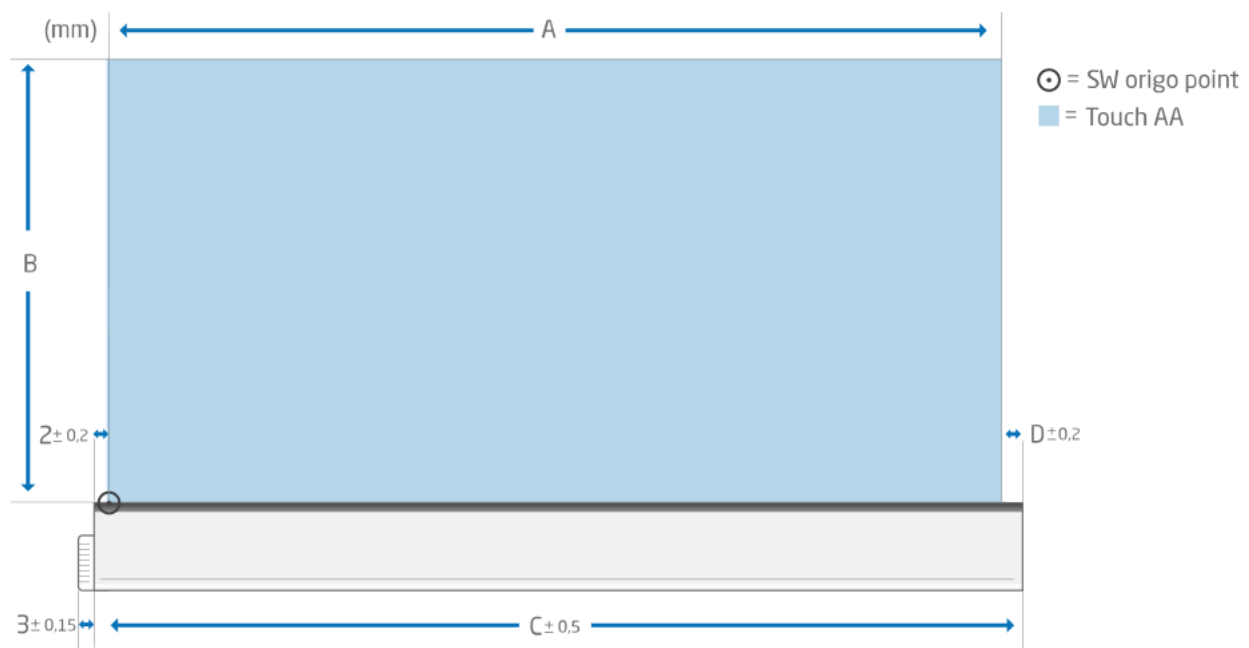 (mm)
A
⊙ = SW origo point
= Touch AA
B
2± 0,2
D±0,2
3± 0,15
C± 0,5